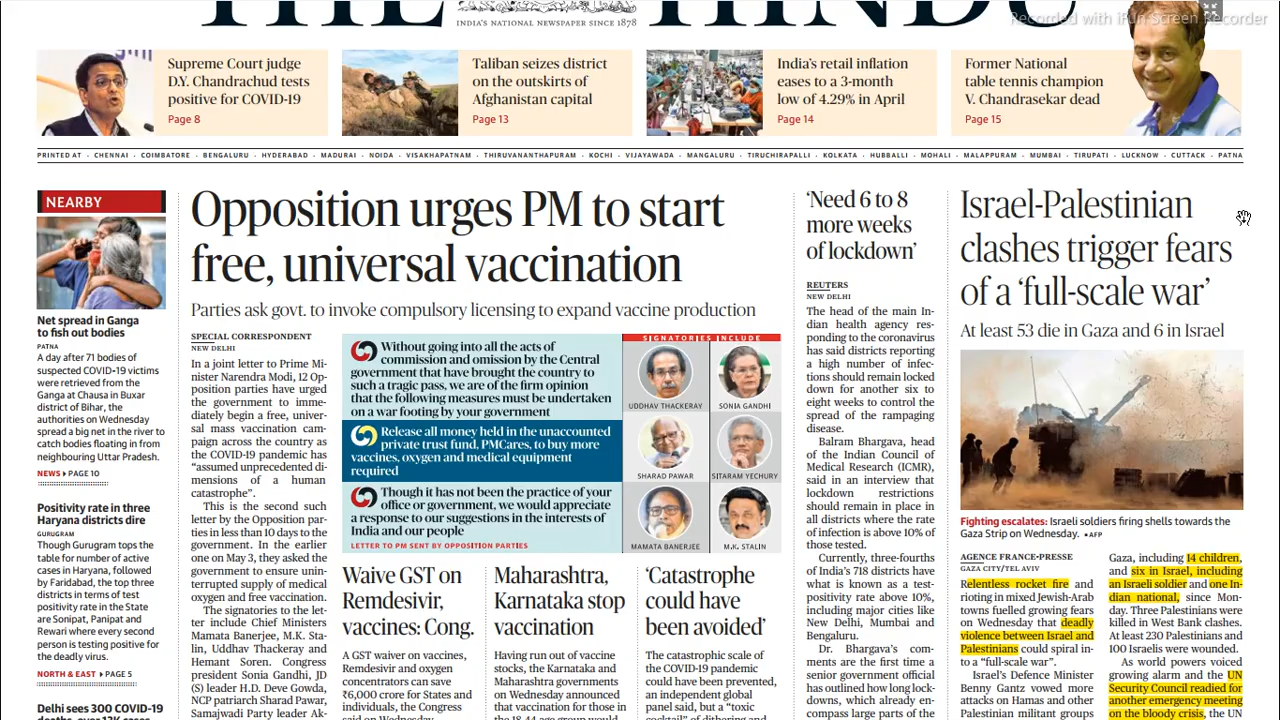 THE HINDU
INDIA'S NATIONAL NEWSPAPER SINCE 1878
Recorded with iFun Screen Recorder
Supreme Court judge
D.Y. Chandrachud tests
positive for COVID-19
Page 8
Taliban seizes district
on the outskirts of
Afghanistan capital
Page 13
India's retail inflation
eases to a 3-month
low of 4.29% in April
Page 14
Former National
table tennis champion
V. Chandrasekar dead
Page 15
PRINTED AT · CHENNAI · COIMBATORE · BENGALURU · HYDERABAD · MADURAI · NOIDA · VISAKHAPATNAM · THIRUVANANTHAPURAM · KOCHI · VIJAYAWADA · MANGALURU · TIRUCHIRAPALLI · KOLKATA · HUBBALLI · MOHALI · MALAPPURAM · MUMBAI · TIRUPATI · LUCKNOW · CUTTACK · PATNA
NEARBY
Net spread in Ganga
to fish out bodies
PATNA
A day after 71 bodies of
suspected COVID-19 victims
were retrieved from the
Ganga at Chausa in Buxar
district of Bihar, the
authorities on Wednesday
spread a big net in the river to
catch bodies floating in from
neighbouring Uttar Pradesh.
NEWS PAGE 10
Positivity rate in three
Haryana districts dire
GURUGRAM
Though Gurugram tops the
table for number of active
cases in Haryana, followed
by Faridabad, the top three
districts in terms of test
positivity rate in the State
are Sonipat, Panipat and
Rewari where every second
person is testing positive for
the deadly virus.
NORTH & EAST PAGE 5
Delhi sees 300 COVID-19
deaths, over 13K cases
Opposition urges PM to start
free, universal vaccination
Parties ask govt. to invoke compulsory licensing to expand vaccine production
SPECIAL CORRESPONDENT
NEW DELHI
In a joint letter to Prime Mi-
nister Narendra Modi, 12 Op-
position parties have urged
the government to imme-
diately begin a free, univer-
sal mass vaccination cam-
paign across the country as
the COVID-19 pandemic has
"assumed unprecedented di-
mensions of a human
catastrophe".
This is the second such
letter by the Opposition par-
ties in less than 10 days to the
government. In the earlier
one on May 3, they asked the
government to ensure unin-
terrupted supply of medical
oxygen and free vaccination.
The signatories to the let-
ter include Chief Ministers
Mamata Banerjee, M.K. Sta-
lin, Uddhav Thackeray and
Hemant Soren. Congress
president Sonia Gandhi, JD
(S) leader H.D. Deve Gowda,
NCP patriarch Sharad Pawar,
Samajwadi Party leader Ak-
Without going into all the acts of
commission and omission by the Central
government that have brought the country to
such a tragic pass, we are of the firm opinion
that the following measures must be undertaken
on a war footing by your government
Release all money held in the unaccounted
private trust fund, PMCares, to buy more
vaccines, oxygen and medical equipment
required
Though it has not been the practice of your
office or government, we would appreciate
a response to our suggestions in the interests of
India and our people
LETTER TO PM SENT BY OPPOSITION PARTIES
SIGNATORIES INCLUDE
UDDHAV THACKERAY
SONIA GANDHI
SHARAD PAWAR
SITARAM YECHURY
MAMATA BANERJEE
M.K. STALIN
Waive GST on
Remdesivir,
vaccines: Cong.
A GST waiver on vaccines,
Remdesivir and oxygen
concentrators can save
₹6,000 crore for States and
individuals, the Congress
said on Wednesday
Maharashtra,
Karnataka stop
vaccination
Having run out of vaccine
stocks, the Karnataka and
Maharashtra governments
on Wednesday announced
that vaccination for those in
the 18-44 age group would
'Catastrophe
could have
been avoided'
The catastrophic scale of
the COVID-19 pandemic
could have been prevented,
an independent global
panel said, but a "toxic
cocktail" of dithering and
'Need 6 to 8
more weeks
of lockdown'
REUTERS
NEW DELHI
The head of the main In-
dian health agency res-
ponding to the coronavirus
has said districts reporting
a high number of infec-
tions should remain locked
down for another six to
eight weeks to control the
spread of the rampaging
disease.
Balram Bhargava, head
of the Indian Council of
Medical Research (ICMR),
said in an interview that
lockdown restrictions
should remain in place in
all districts where the rate
of infection is above 10% of
those tested.
Currently, three-fourths
of India's 718 districts have
what is known as a test-
positivity rate above 10%,
including major cities like
New Delhi, Mumbai and
Bengaluru.
Dr. Bhargava's com-
ments are the first time a
senior government official
has outlined how long lock-
downs, which already en-
compass large parts of the
Israel-Palestinian
clashes trigger fears
of a 'full-scale war'
At least 53 die in Gaza and 6 in Israel
Fighting escalates: Israeli soldiers firing shells towards the
Gaza Strip on Wednesday. AFP
AGENCE FRANCE-PRESSE
GAZA CITY/TEL AVIV
Relentless rocket fire and
rioting in mixed Jewish-Arab
towns fuelled growing fears
on Wednesday that deadly
violence between Israel and
Palestinians could spiral in-
to a "full-scale war".
Israel's Defence Minister
Benny Gantz vowed more
attacks on Hamas and other
Palestinian militant groups
Gaza, including 14 children,
and six in Israel, including
an Israeli soldier and one In-
dian national, since Mon-
day. Three Palestinians were
killed in West Bank clashes.
At least 230 Palestinians and
100 Israelis were wounded.
As world powers voiced
growing alarm and the UN
Security Council readied for
another emergency meeting
on the bloody crisis, the UN